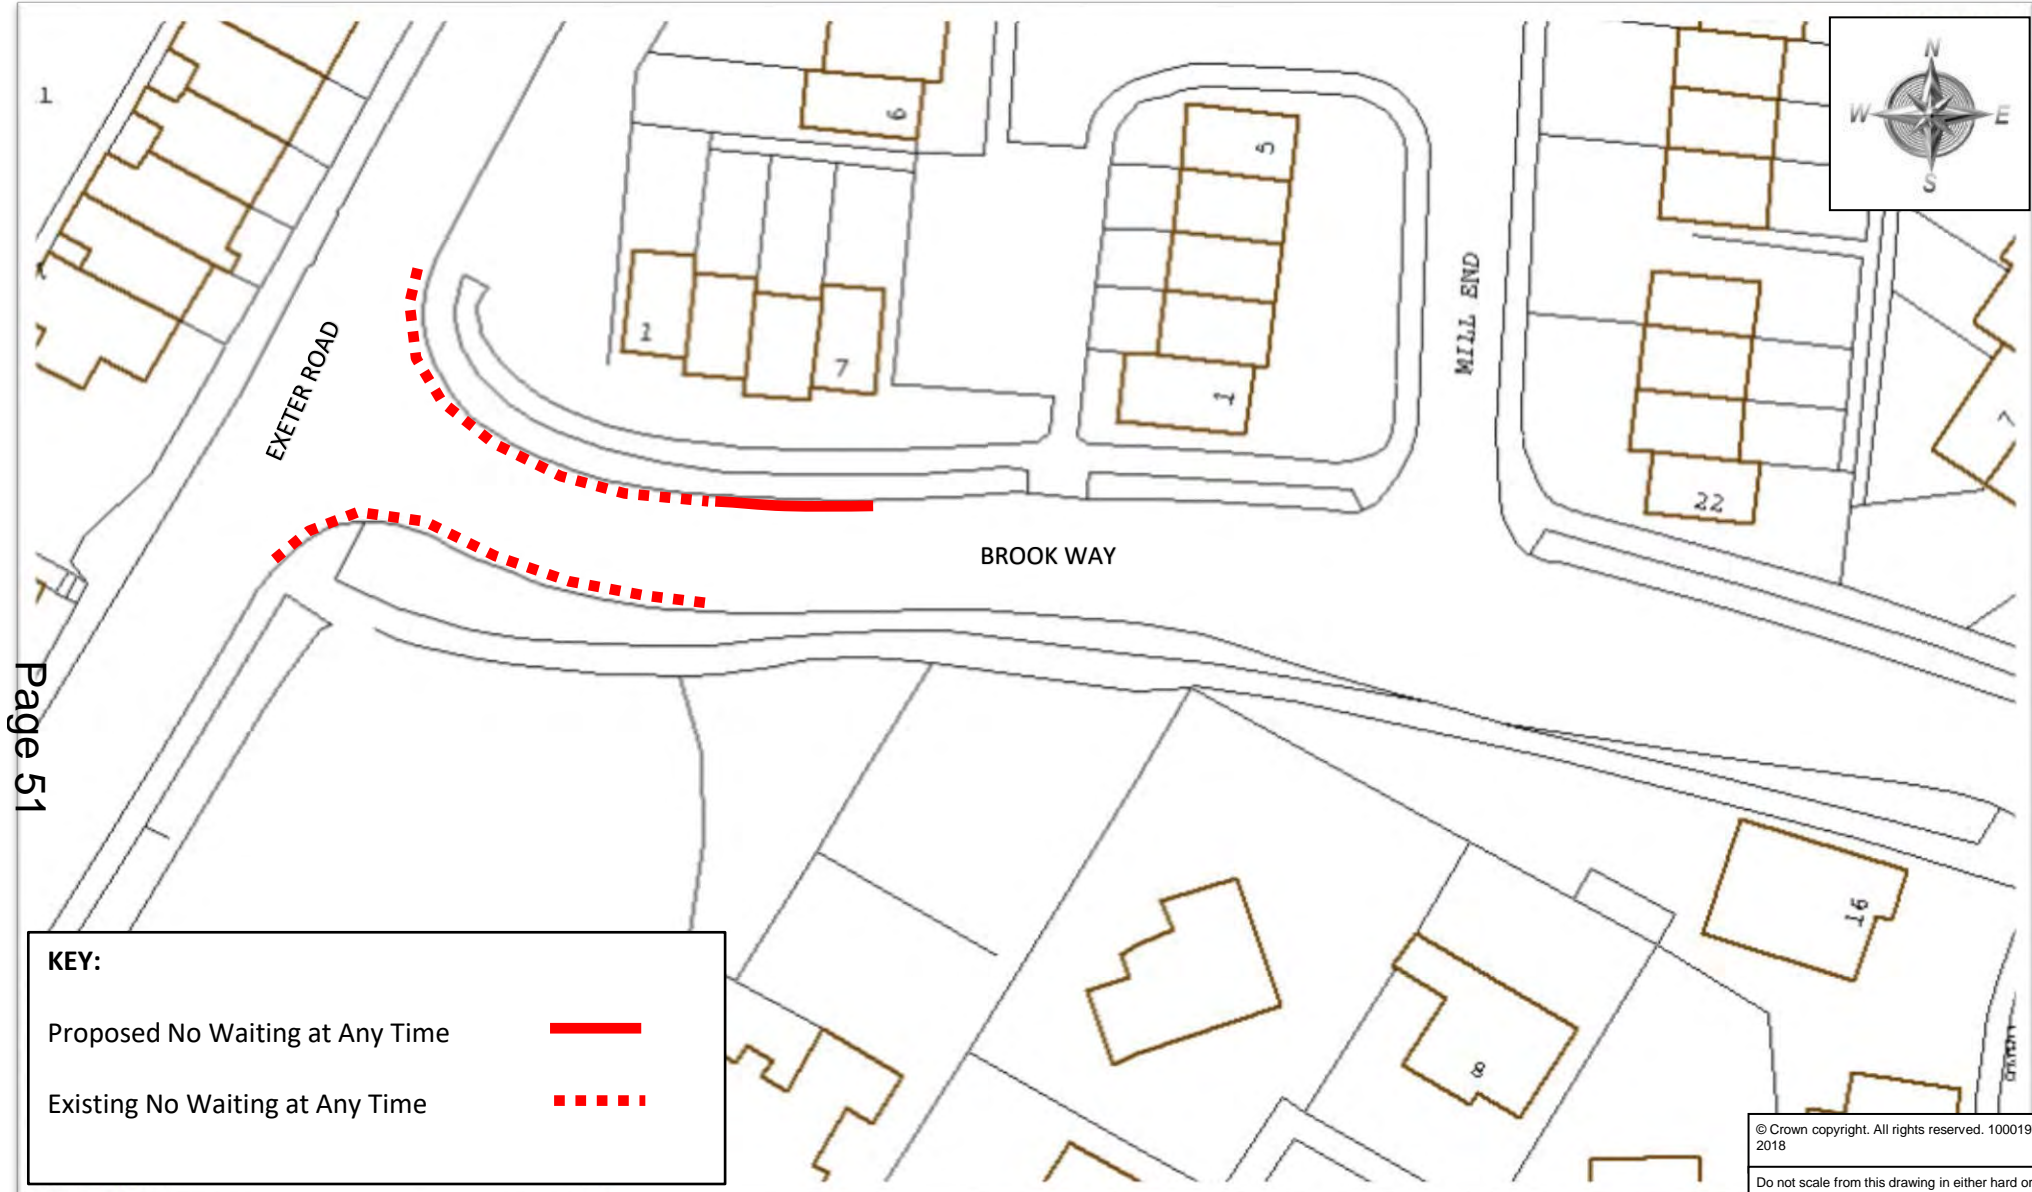 1
6
5
N
W
E
S
MILL END
EXETER ROAD
1
7
1
7
22
BROOK WAY
Page 51
16
8
KEY:
Proposed No Waiting at Any Time
Existing No Waiting at Any Time
© Crown copyright. All rights reserved. 100019
2018
Do not scale from this drawing in either hard or